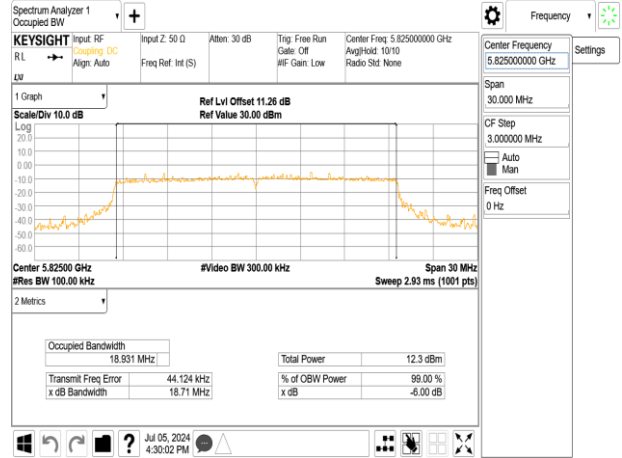 Spectrum Analyzer 1
Occupied BW
KEYSIGHT
RL
Input: RF
Coupling: DC
Align: Auto
Input Z: 50 Ω
Freq Ref: Int (S)
Atten: 30 dB
Trig: Free Run
Gate: Off
#IF Gain: Low
Center Freq: 5.825000000 GHz
Avg|Hold: 10/10
Radio Std: None
1 Graph
Scale/Div 10.0 dB
Ref Lvl Offset 11.26 dB
Ref Value 30.00 dBm
Log
20.0
10.0
0.00
-10.0
-20.0
-30.0
-40.0
-50.0
-60.0
Center 5.82500 GHz
#Res BW 100.00 kHz
#Video BW 300.00 kHz
Span 30 MHz
Sweep 2.93 ms (1001 pts)
2 Metrics
Occupied Bandwidth
18.931 MHz
Transmit Freq Error 44.124 kHz
x dB Bandwidth 18.71 MHz
Total Power 12.3 dBm
% of OBW Power 99.00 %
x dB -6.00 dB
Jul 05, 2024
4:30:02 PM
Frequency
Settings
Center Frequency
5.825000000 GHz
Span
30.000 MHz
CF Step
3.000000 MHz
Auto
Man
Freq Offset
0 Hz